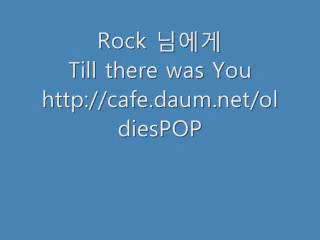 Rock 님에게
Till there was You
http://cafe.daum.net/ol
diesPOP